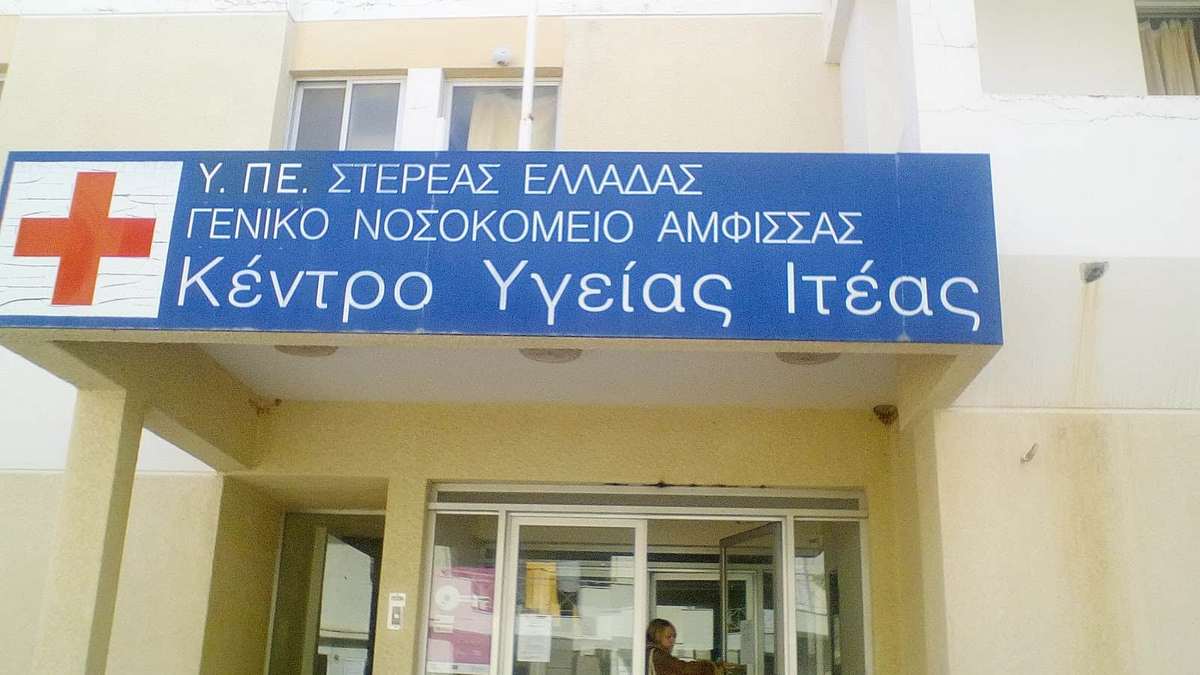 Υ. ΠΕ. ΣΤΕΡΕΑΣ ΕΛΛΑΔΑΣ
ΓΕΝΙΚΟ ΝΟΣΟΚΟΜΕΙΟ ΑΜΦΙΣΣΑΣ
Κέντρο Υγείας Ιτέας